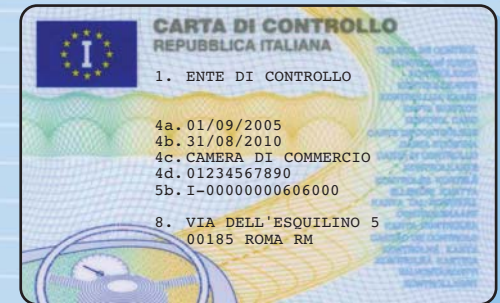 CARTA DI CONTROLLO
REPUBBLICA ITALIANA
I
1. ENTE DI CONTROLLO
4a. 01/09/2005
4b. 31/08/2010
4c. CAMERA DI COMMERCIO
4d. 01234567890
5b. I-00000000606000
8. VIA DELL'ESQUILINO 5
00185 ROMA RM